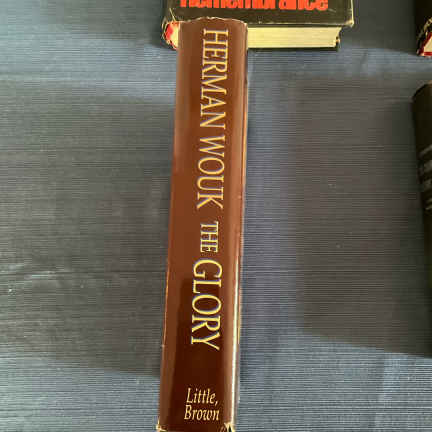 Remembrance
HERMAN WOUK THE GLORY
Little,
Brown